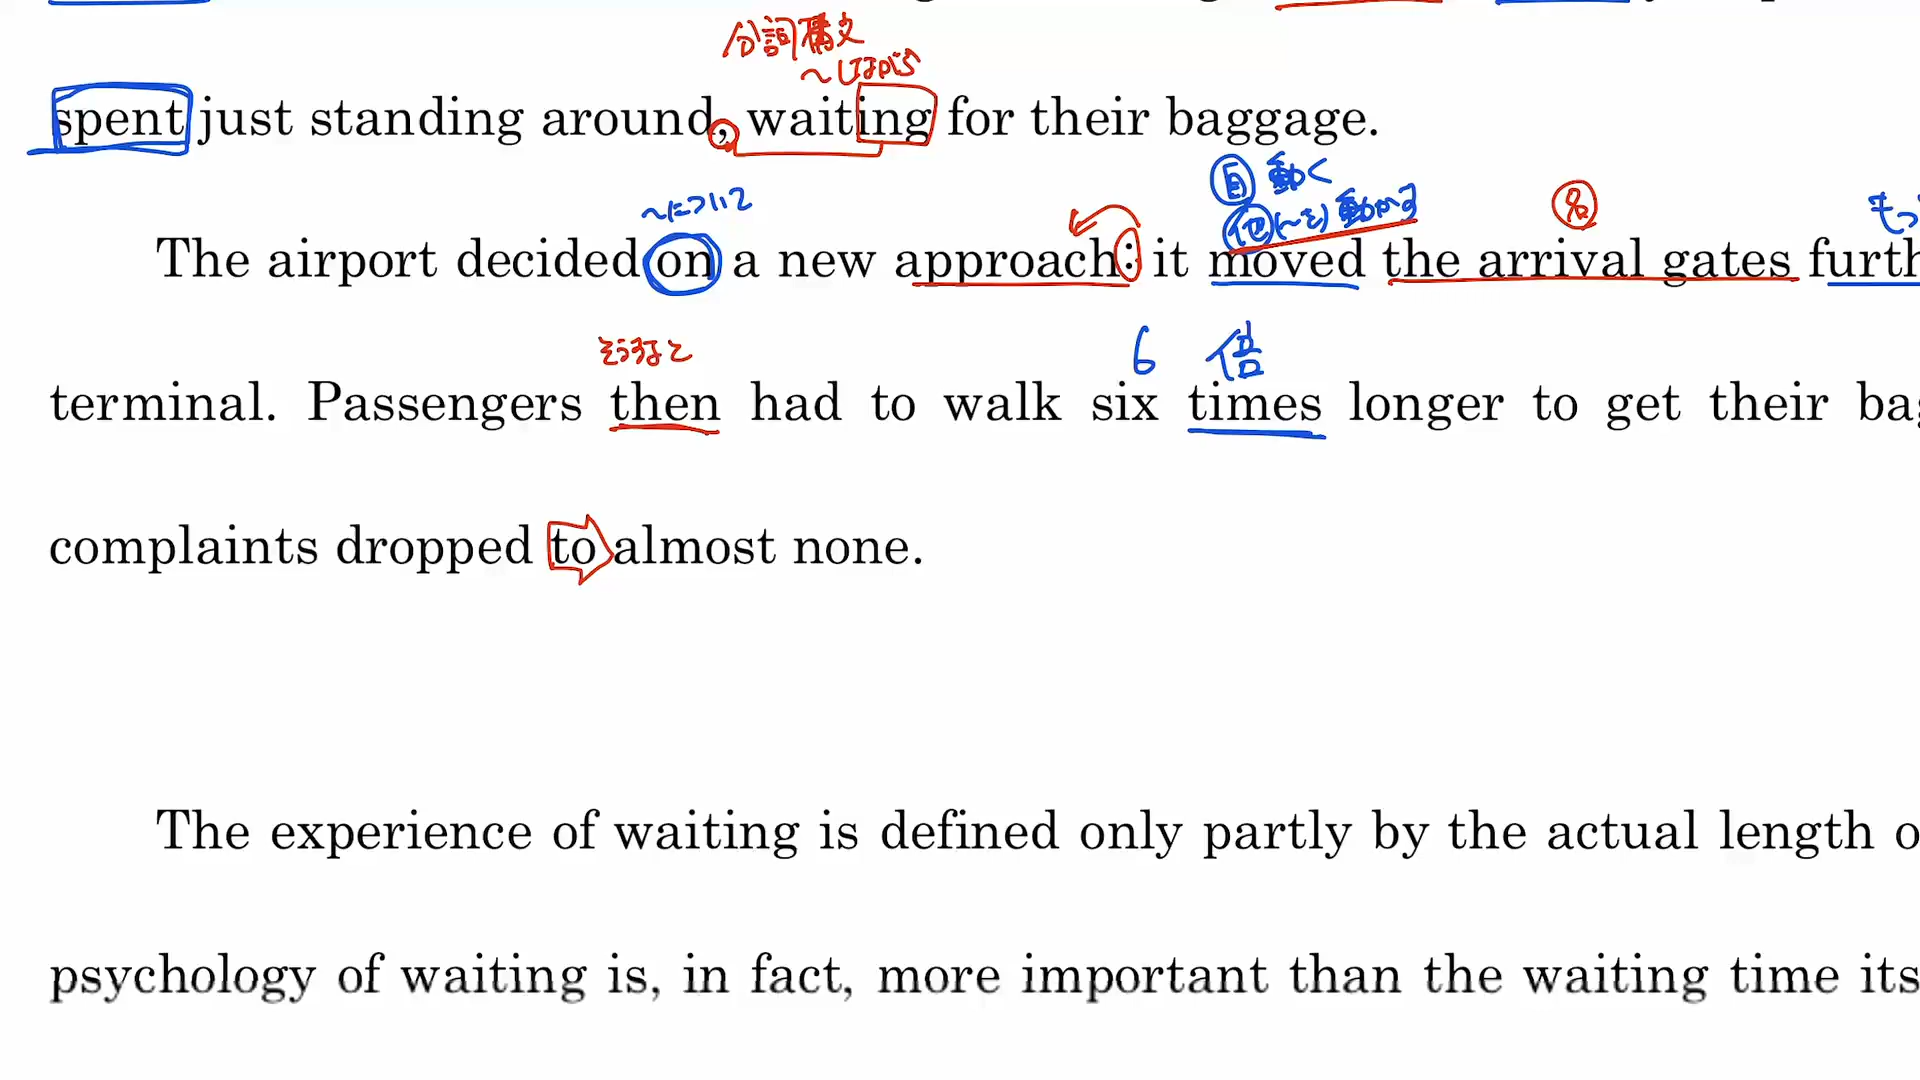 分詞構文
〜しながら
spent just standing around, waiting for their baggage.
自 動く
〜について
他 (〜を) 動かす
名
The airport decided on a new approach: it moved the arrival gates
そうすると
6 倍
terminal. Passengers then had to walk six times longer to get their
complaints dropped to almost none.
The experience of waiting is defined only partly by the actual length
psychology of waiting is, in fact, more important than the waiting time